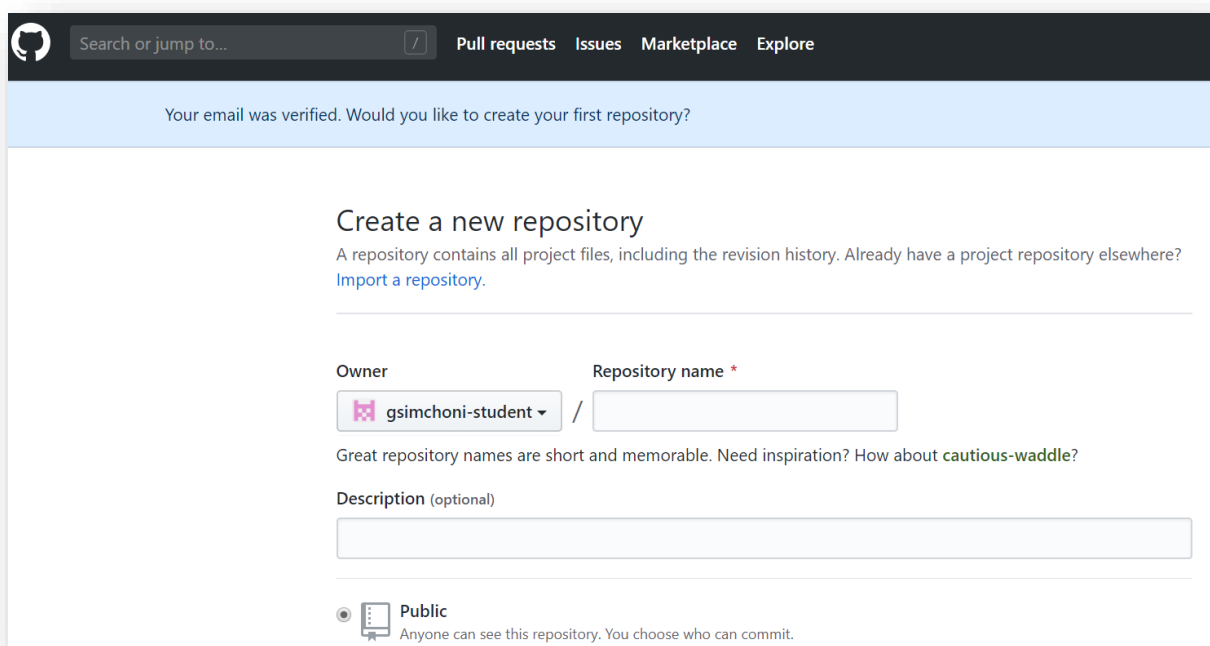 Search or jump to... /
Pull requests Issues Marketplace Explore
Your email was verified. Would you like to create your first repository?
Create a new repository
A repository contains all project files, including the revision history. Already have a project repository elsewhere?
Import a repository.
Owner
Repository name *
gsimchoni-student /
Great repository names are short and memorable. Need inspiration? How about cautious-waddle?
Description (optional)
Public
Anyone can see this repository. You choose who can commit.